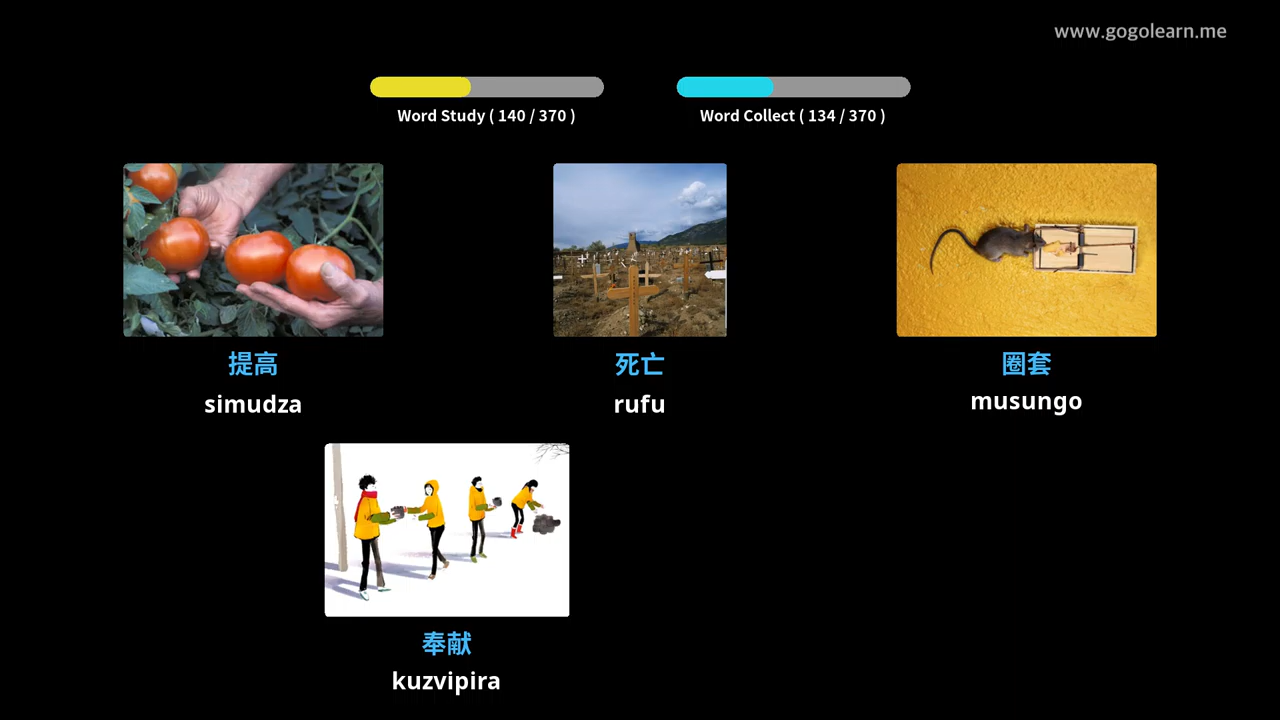 www.gogolearn.me
Word Study ( 140 / 370 )
Word Collect ( 134 / 370 )
提高
simudza
死亡
rufu
圈套
musungo
奉献
kuzvipira